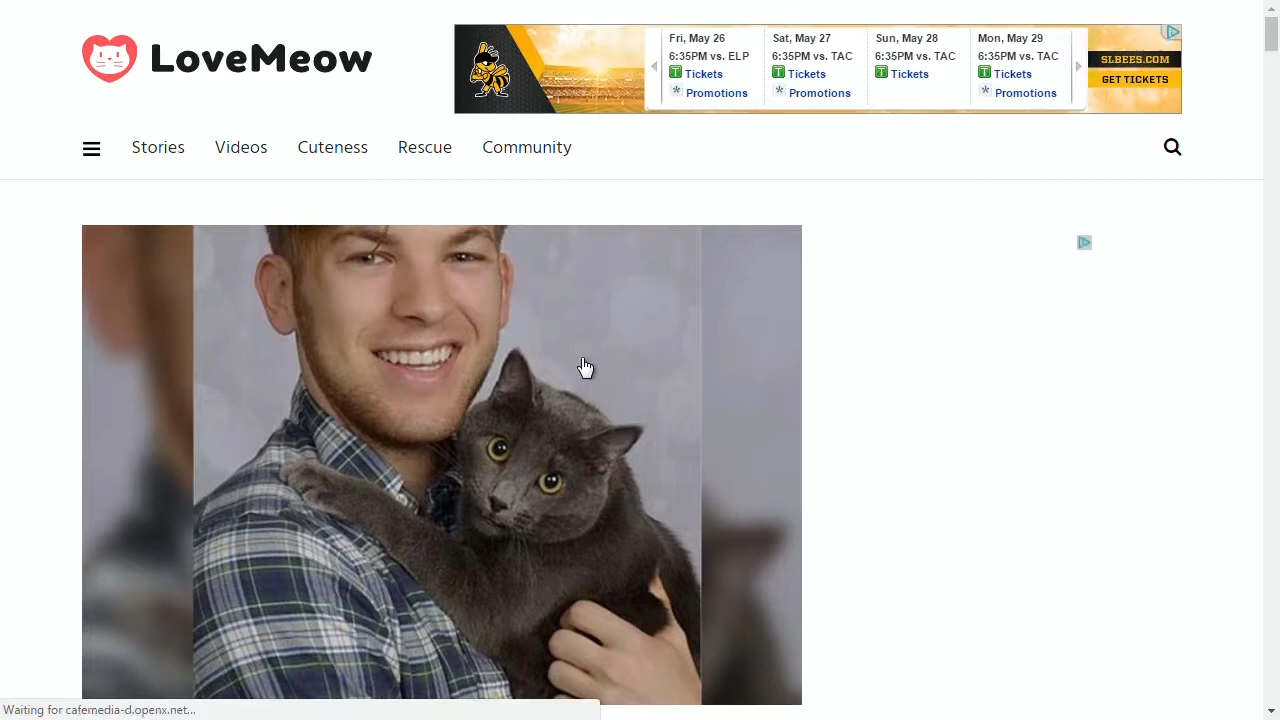 LoveMeow
Fri, May 26
6:35PM vs. ELP
Tickets
Promotions
Sat, May 27
6:35PM vs. TAC
Tickets
Promotions
Sun, May 28
6:35PM vs. TAC
Tickets
Mon, May 29
6:35PM vs. TAC
Tickets
Promotions
SLBEES.COM
GET TICKETS
Stories
Videos
Cuteness
Rescue
Community
Waiting for cafemedia-d.openx.net...